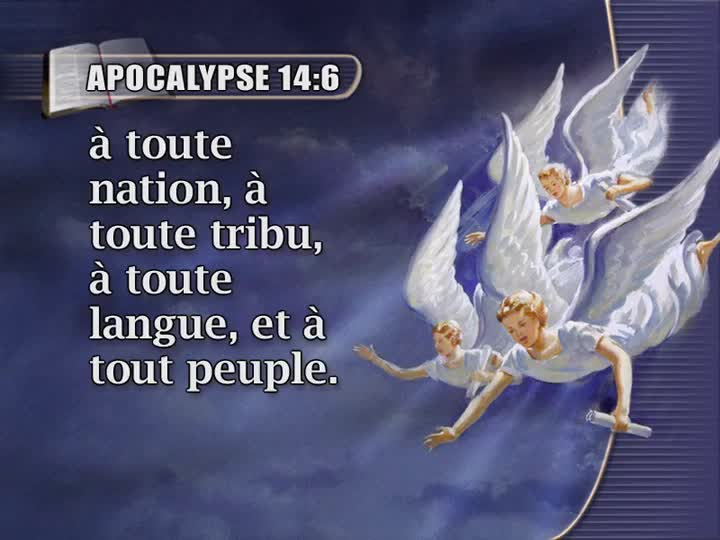 APOCALYPSE 14:6
à toute
nation, à
toute tribu,
à toute
langue, et à
tout peuple.